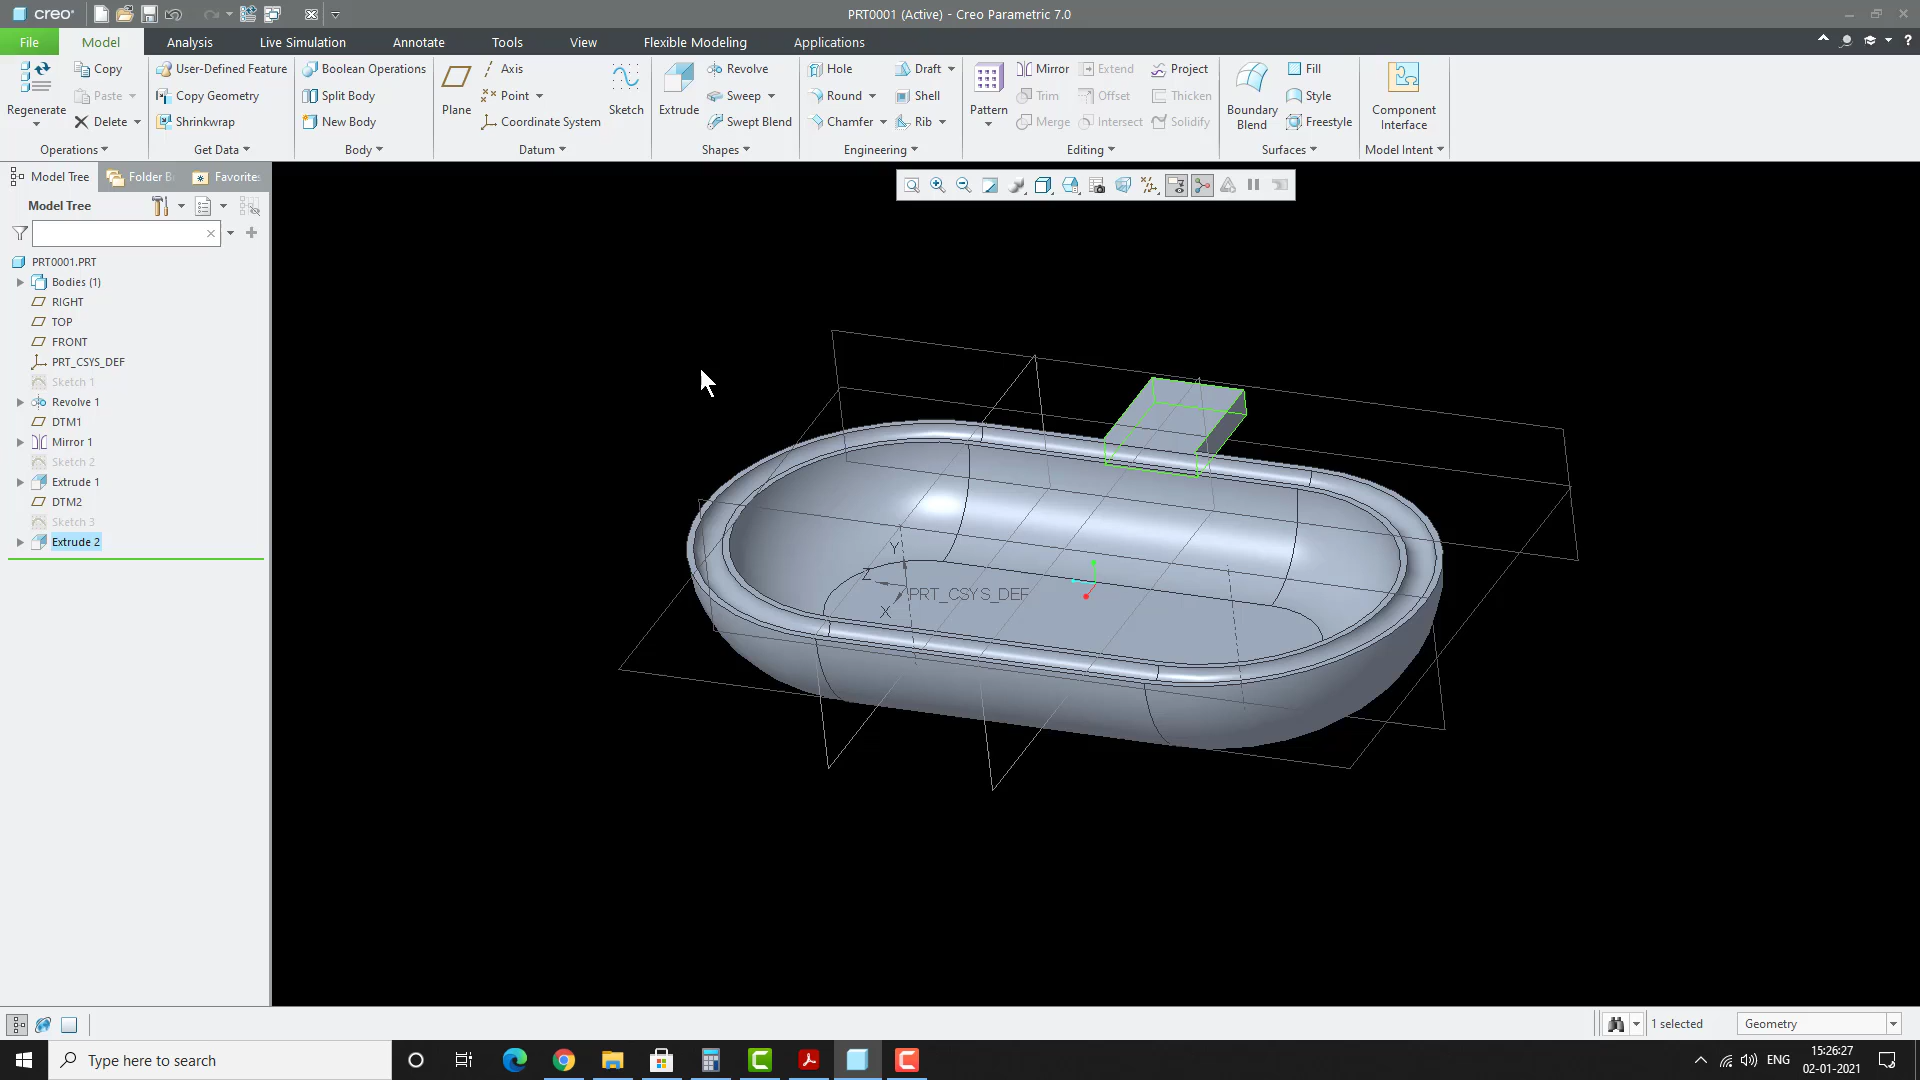 creo
PRT0001 (Active) - Creo Parametric 7.0
File Model Analysis Live Simulation Annotate Tools View Flexible Modeling Applications
Regenerate
Copy
Paste
Delete
Operations
User-Defined Feature
Copy Geometry
Shrinkwrap
Get Data
Boolean Operations
Split Body
New Body
Body
Plane
Axis
Point
Coordinate System
Sketch
Datum
Extrude
Revolve
Sweep
Swept Blend
Shapes
Hole
Round
Chamfer
Draft
Shell
Rib
Engineering
Pattern
Mirror
Trim
Merge
Extend
Offset
Intersect
Project
Thicken
Solidify
Editing
Boundary
Blend
Fill
Style
Freestyle
Surfaces
Component
Interface
Model Intent
Model Tree Folder B Favorites
Model Tree
PRT0001.PRT
Bodies (1)
RIGHT
TOP
FRONT
PRT_CSYS_DEF
Sketch 1
Revolve 1
DTM1
Mirror 1
Sketch 2
Extrude 1
DTM2
Sketch 3
Extrude 2
Y
Z
X
PRT_CSYS_DEF
1 selected
Geometry
Type here to search
ENG
15:26:27
02-01-2021